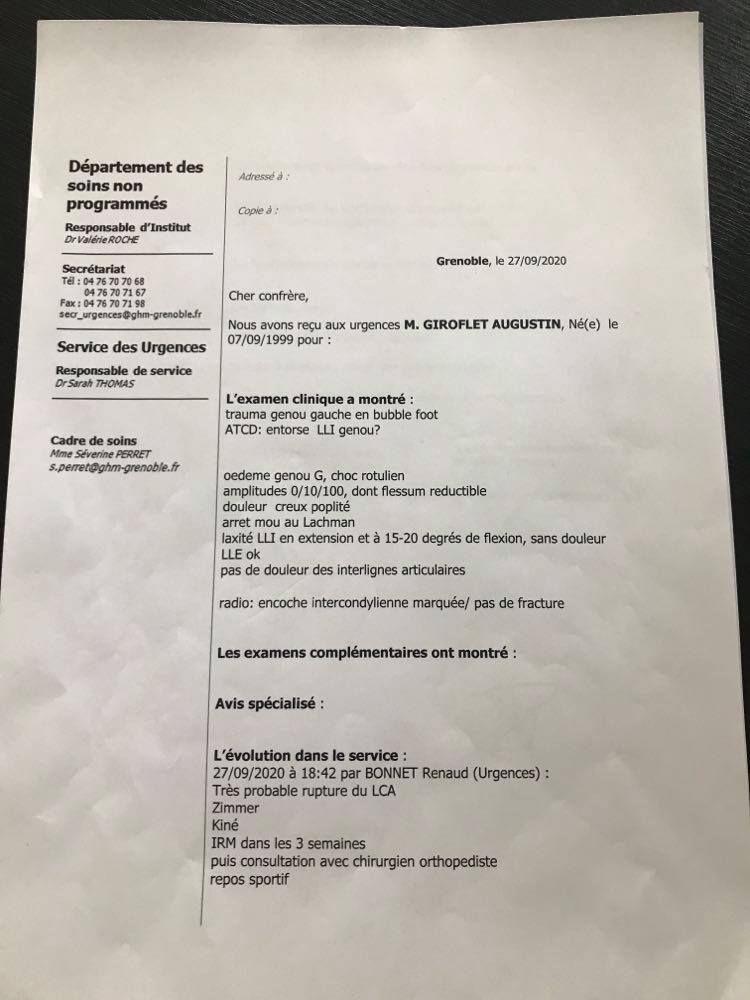 Département des
soins non
programmés
Responsable d'Institut
Dr Valérie ROCHE
Secrétariat
Tél : 04 76 70 70 68
04 76 70 71 67
Fax : 04 76 70 71 98
secr_urgences@ghm-grenoble.fr
Service des Urgences
Responsable de service
Dr Sarah THOMAS
Cadre de soins
Mme Séverine PERRET
s.perret@ghm-grenoble.fr
Adressé à :
Copie à :
Grenoble, le 27/09/2020
Cher confrère,
Nous avons reçu aux urgences M. GIROFLET AUGUSTIN, Né(e) le
07/09/1999 pour :
L'examen clinique a montré :
trauma genou gauche en bubble foot
ATCD: entorse LLI genou?
oedeme genou G, choc rotulien
amplitudes 0/10/100, dont flessum reductible
douleur creux poplité
arret mou au Lachman
laxité LLI en extension et à 15-20 degrés de flexion, sans douleur
LLE ok
pas de douleur des interlignes articulaires
radio: encoche intercondylienne marquée/ pas de fracture
Les examens complémentaires ont montré :
Avis spécialisé :
L'évolution dans le service :
27/09/2020 à 18:42 par BONNET Renaud (Urgences) :
Très probable rupture du LCA
Zimmer
Kiné
IRM dans les 3 semaines
puis consultation avec chirurgien orthopediste
repos sportif